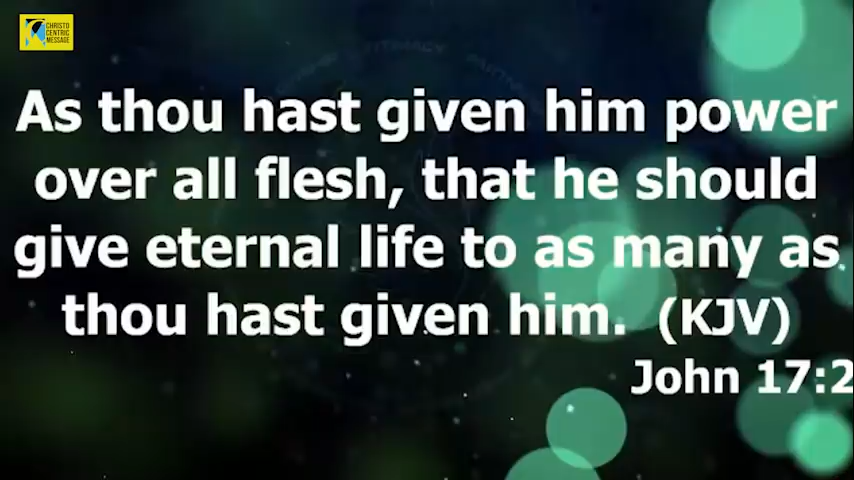 CHRISTO
CENTRIC
MESSAGE
As thou hast given him power
over all flesh, that he should
give eternal life to as many as
thou hast given him. (KJV)
John 17:2